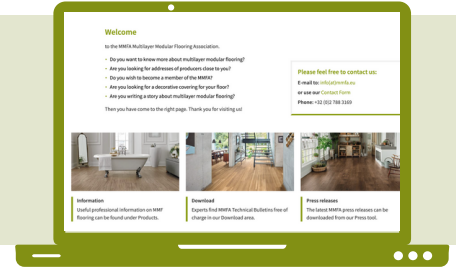 Welcome
to the MMFA Multilayer Modular Flooring Association.
• Do you want to know more about multilayer modular flooring?
• Are you looking for addresses of producers close to you?
• Do you wish to become a member of the MMFA?
• Are you looking for a decorative covering for your floor?
• Are you writing a story about multilayer modular flooring?
Then you have come to the right page. Thank you for visiting us!
Please feel free to contact us:
E-mail to: info(at)mmfa.eu
or use our Contact Form
Phone: +32 (0)2 788 3169
Information
Useful professional information on MMF
flooring can be found under Products.
Download
Experts find MMFA Technical Bulletins free of
charge in our Download area.
Press releases
The latest MMFA press releases can be
downloaded from our Press tool.